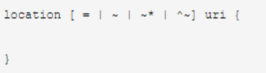 location [ = | ~ | ~* | ^~] uri {
}